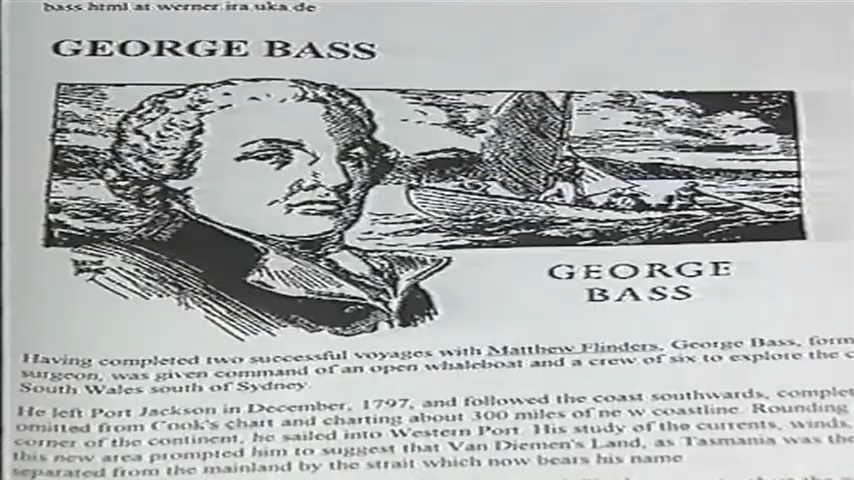 bass.html at werner.ira.uka.de
GEORGE BASS
GEORGE
BASS
Having completed two successful voyages with Matthew Flinders, George Bass, form
surgeon, was given command of an open whaleboat and a crew of six to explore the c
South Wales south of Sydney.
He left Port Jackson in December, 1797, and followed the coast southwards, complet
omitted from Cook's chart and charting about 300 miles of ne w coastline. Rounding
corner of the continent, he sailed into Western Port. His study of the currents, winds,
this new area prompted him to suggest that Van Diemen's Land, as Tasmania was the
separated from the mainland by the strait which now bears his name